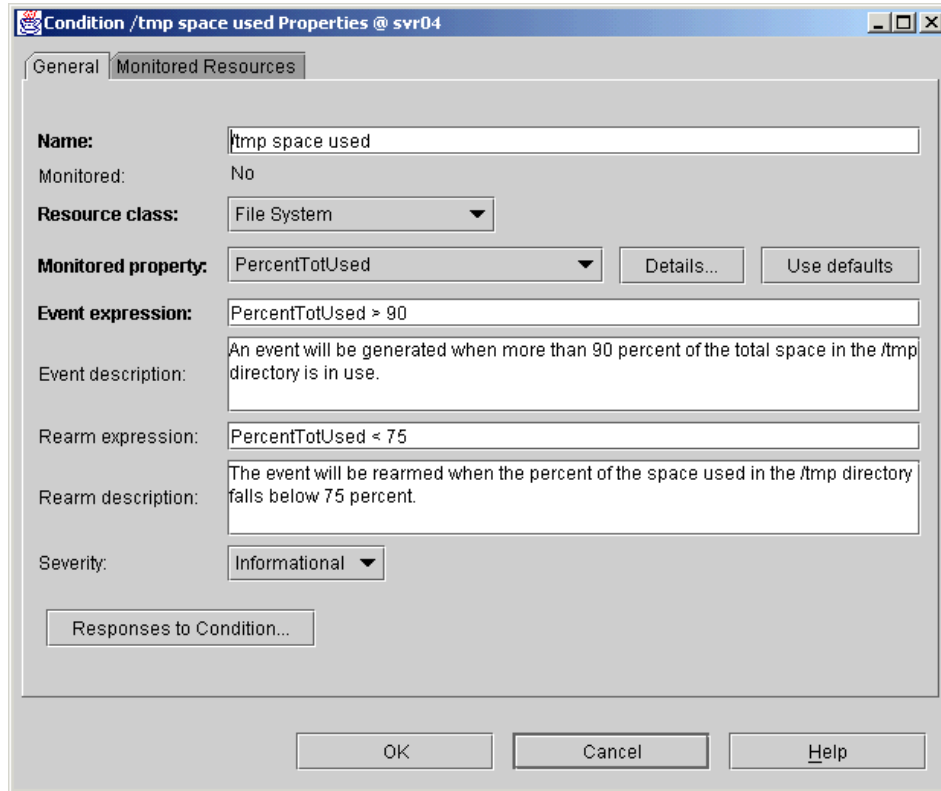 Condition /tmp space used Properties @ svr04
General Monitored Resources
Name: /tmp space used
Monitored: No
Resource class: File System
Monitored property: PercentTotUsed Details... Use defaults
Event expression: PercentTotUsed > 90
Event description: An event will be generated when more than 90 percent of the total space in the /tmp
directory is in use.
Rearm expression: PercentTotUsed < 75
Rearm description: The event will be rearmed when the percent of the space used in the /tmp directory
falls below 75 percent.
Severity: Informational
Responses to Condition...
OK Cancel Help